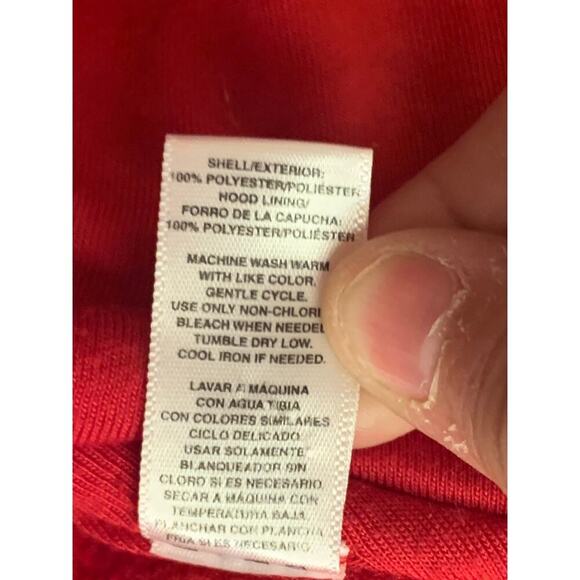 SHELL/EXTERIOR:
100% POLYESTER/POLIÉSTER
HOOD LINING/
FORRO DE LA CAPUCHA:
100% POLYESTER/POLIÉSTER
MACHINE WASH WARM
WITH LIKE COLOR.
GENTLE CYCLE.
USE ONLY NON-CHLORI
BLEACH WHEN NEEDE
TUMBLE DRY LOW.
COOL IRON IF NEEDED.
LAVAR A MÁQUINA
CON AGUA TIBIA
CON COLORES SIMILARES
CICLO DELICADO
USAR SOLAMENTE
BLANQUEADOR SIN
CLORO SI ES NECESARIO
SECAR A MÁQUINA CON
TEMPERATURA BAJA
PLANCHAR CON PLANCHA
FRIA SI ES NECESARIO